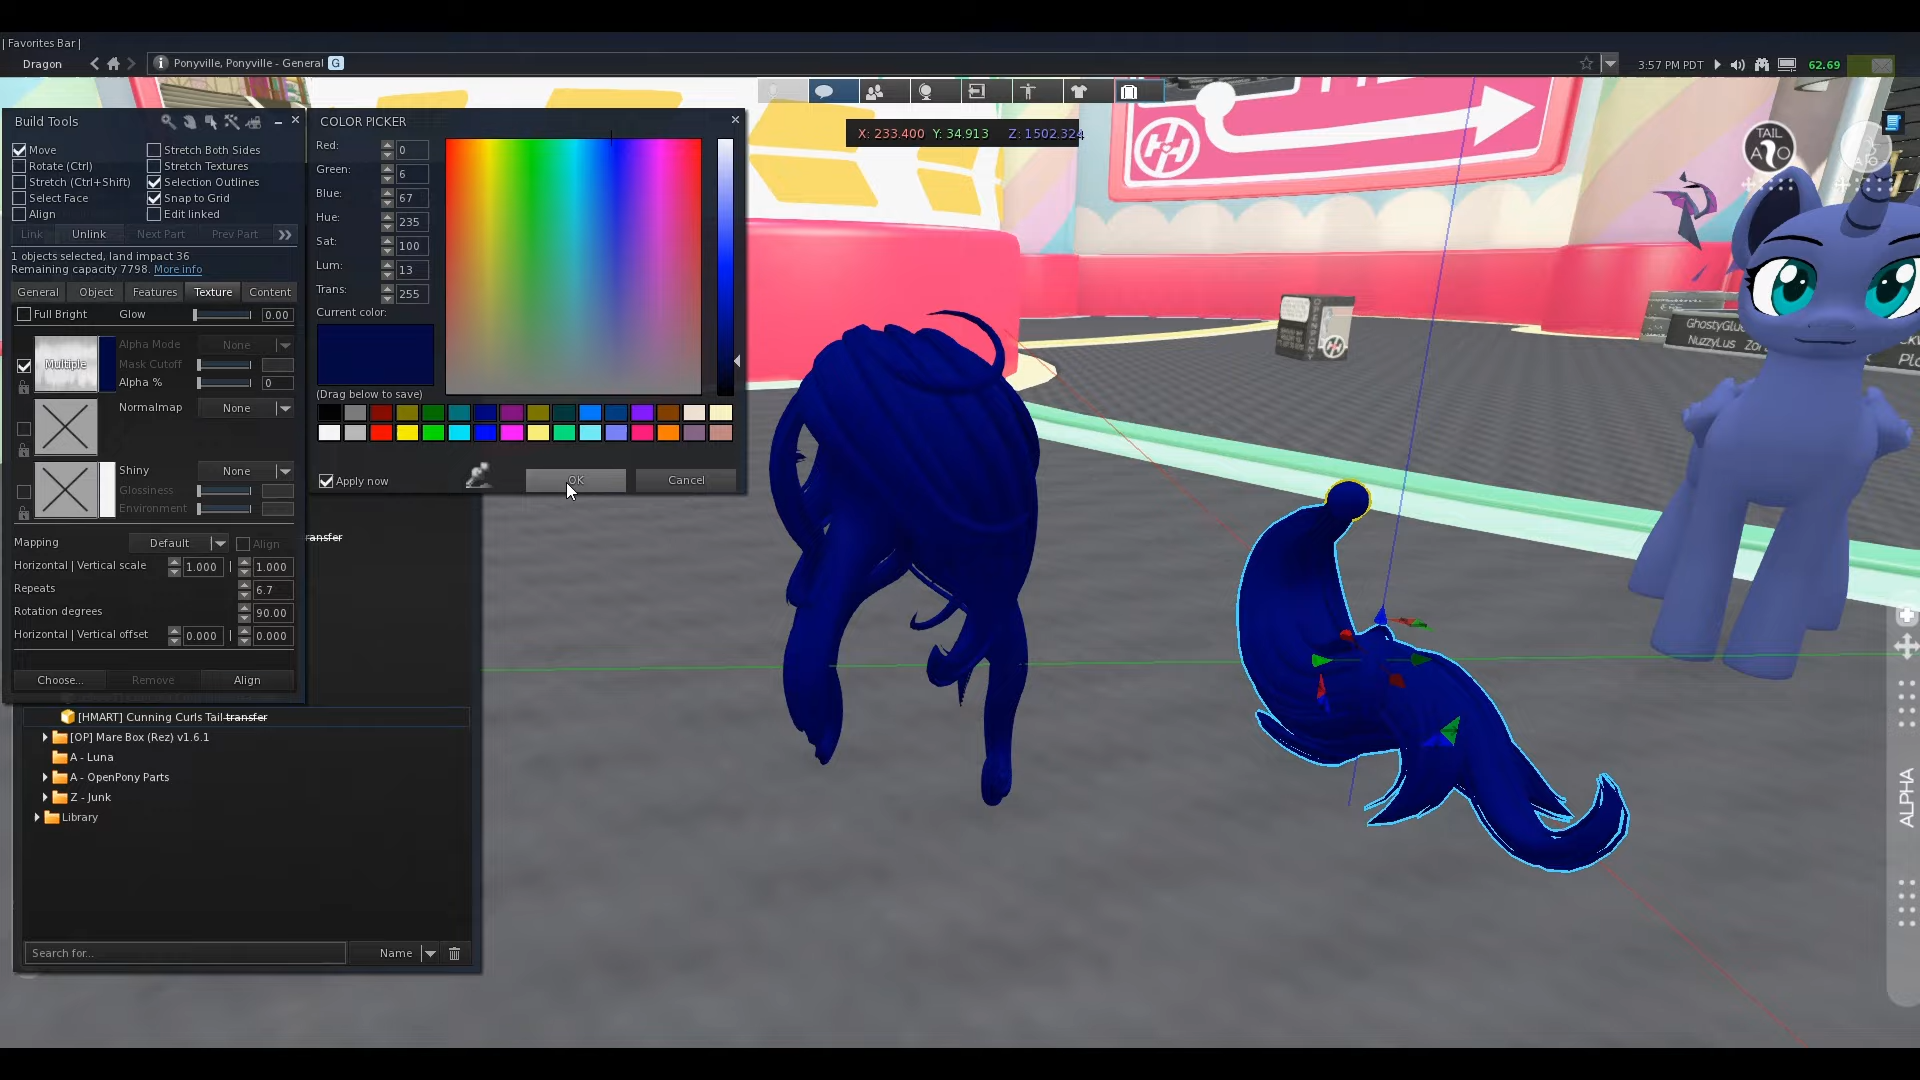 | Favorites Bar |
Dragon
Ponyville, Ponyville - General G
3:57 PM PDT
62.69
Build Tools
Move
Stretch Both Sides
Rotate (Ctrl)
Stretch Textures
Stretch (Ctrl+Shift)
Selection Outlines
Select Face
Snap to Grid
Align
Edit linked
Link
Unlink
Next Part
Prev Part
1 objects selected, land impact 36
Remaining capacity 7798. More info
General
Object
Features
Texture
Content
Full Bright
Glow
0.00
Multiple
Alpha Mode
None
Mask Cutoff
Alpha %
0
Normalmap
None
Shiny
None
Glossiness
Environment
Mapping
Default
Align
Horizontal | Vertical scale
1.000 | 1.000
Repeats
6.7
Rotation degrees
90.00
Horizontal | Vertical offset
0.000 | 0.000
Choose...
Remove
Align
COLOR PICKER
Red: 0
Green: 6
Blue: 67
Hue: 235
Sat: 100
Lum: 13
Trans: 255
Current color:
(Drag below to save)
Apply now
OK
Cancel
X: 233.400 Y: 34.913 Z: 1502.324
TAIL
AO
GhostyGlue
NuzzyLus
ansfer
[HMART] Cunning Curls Tail transfer
[OP] Mare Box (Rez) v1.6.1
A - Luna
A - OpenPony Parts
Z - Junk
Library
Search for...
Name
ALPHA